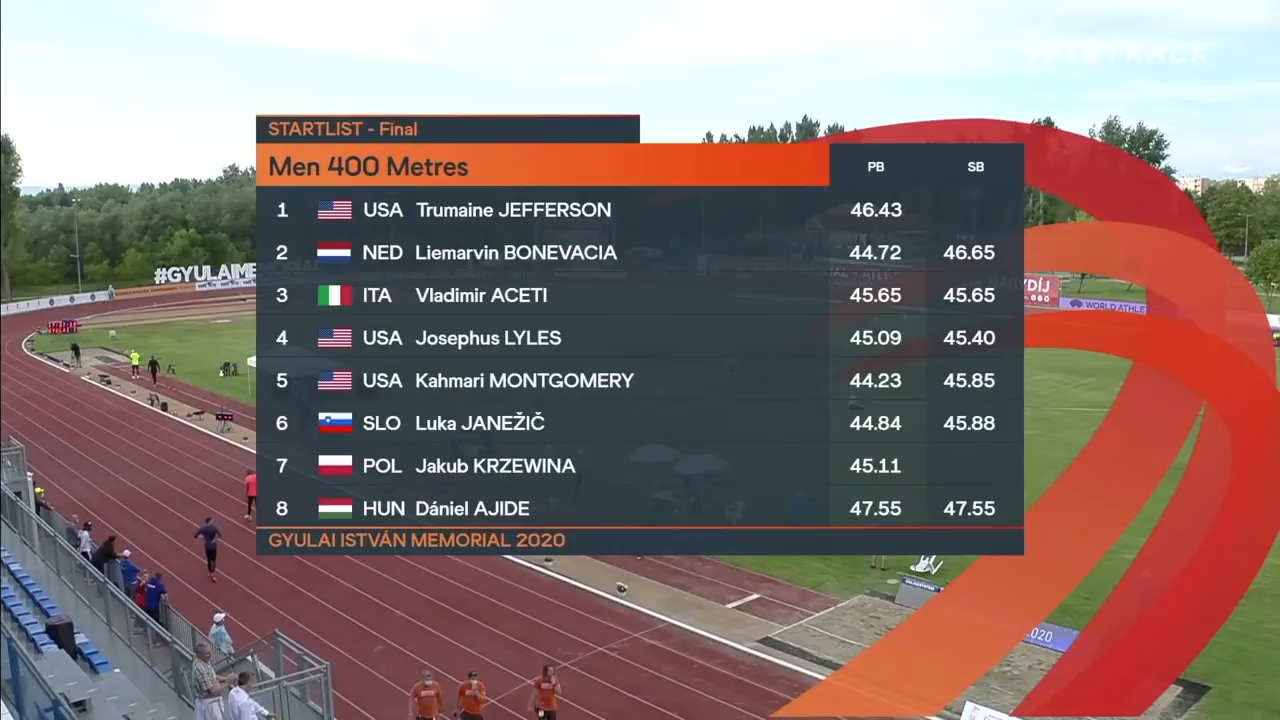 TRACK
STARTLIST - Final
Men 400 Metres PB SB
1 USA Trumaine JEFFERSON 46.43
2 NED Liemarvin BONEVACIA 44.72 46.65
3 ITA Vladimir ACETI 45.65 45.65
4 USA Josephus LYLES 45.09 45.40
5 USA Kahmari MONTGOMERY 44.23 45.85
6 SLO Luka JANEŽIČ 44.84 45.88
7 POL Jakub KRZEWINA 45.11
8 HUN Dániel AJIDE 47.55 47.55
GYULAI ISTVÁN MEMORIAL 2020
#GYULAIME
DÍJ
WORLD ATHLE
020